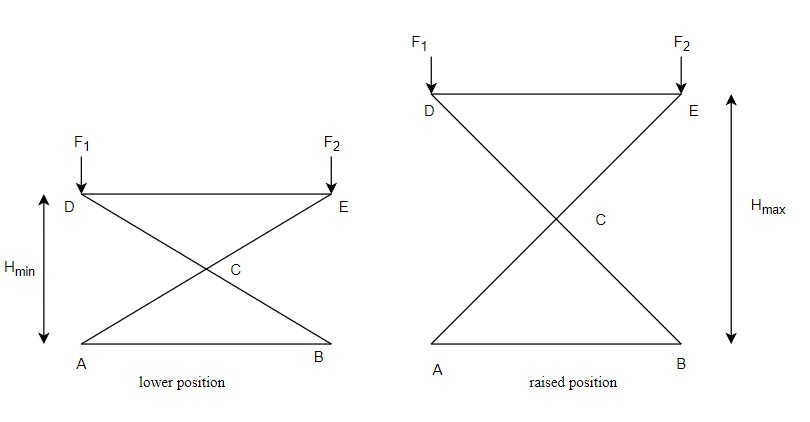 F1
F2
D
E
Hmin
C
A
B
lower position
F1
F2
D
E
C
Hmax
A
B
raised position